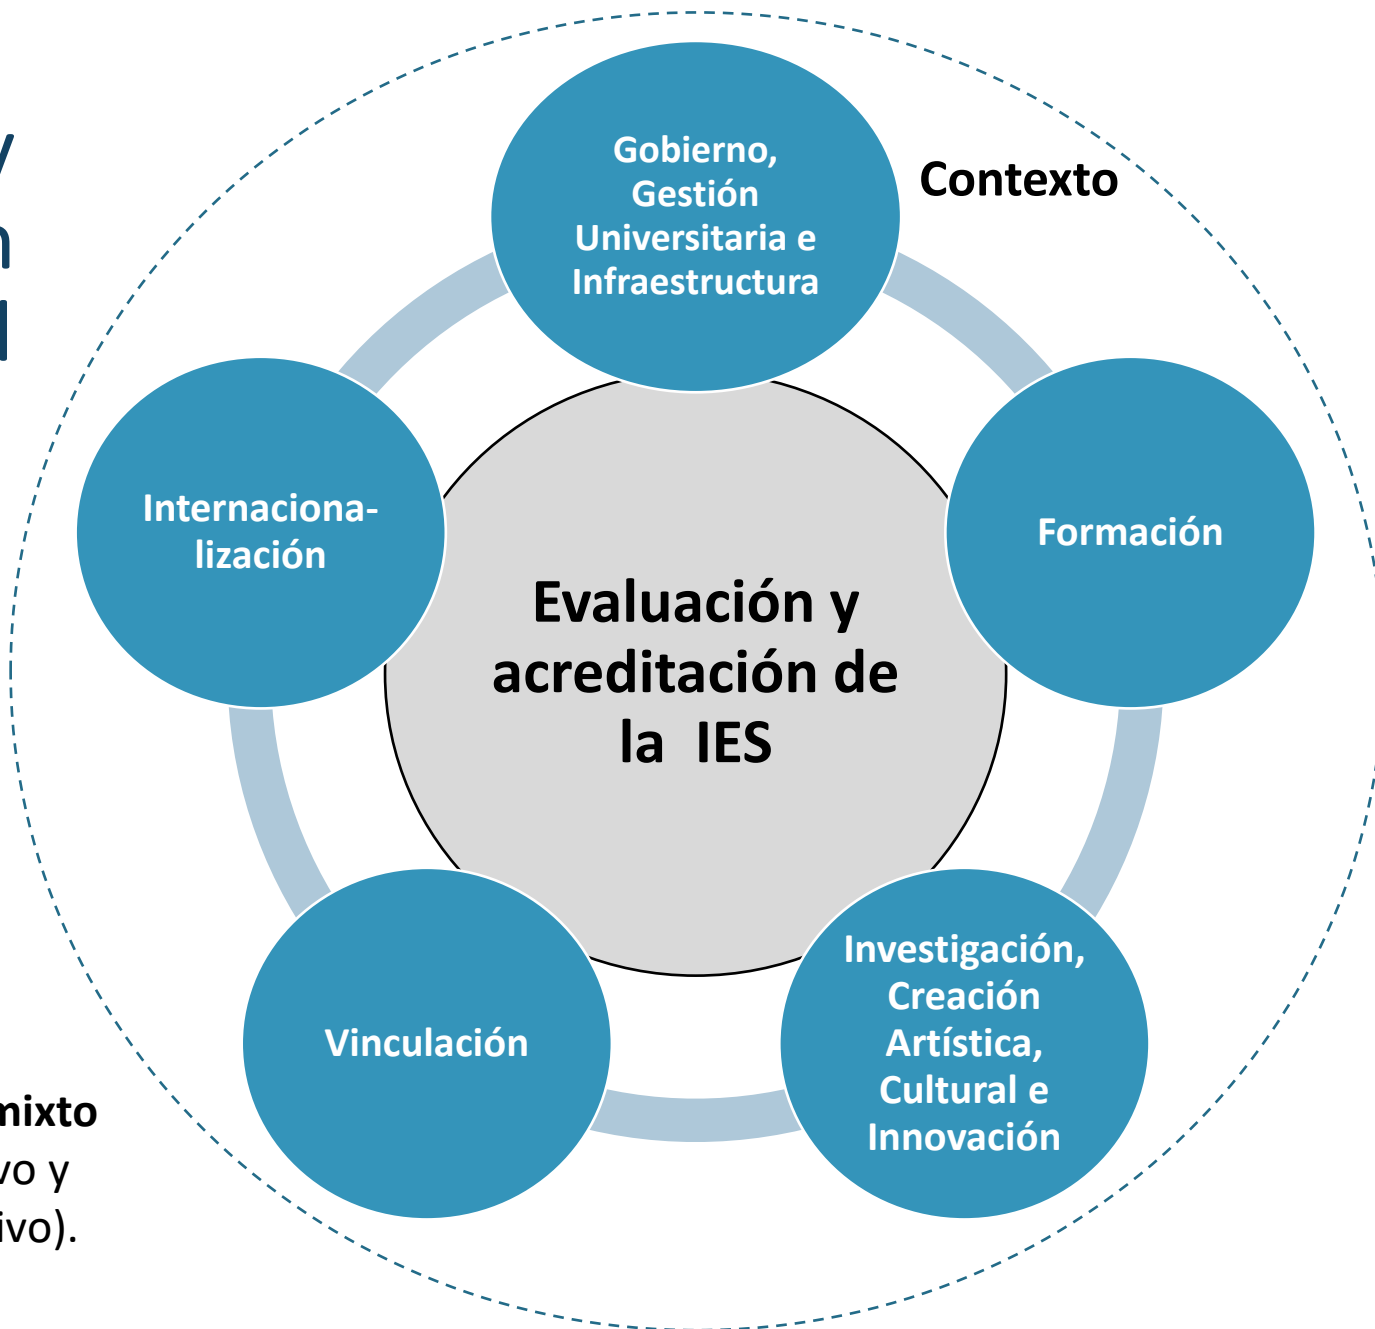 y
n
l
Gobierno,
Gestión
Universitaria e
Infraestructura
Contexto
Internaciona-
lización
Formación
Evaluación y
acreditación de
la IES
Vinculación
Investigación,
Creación
Artística,
Cultural e
Innovación
mixto
vo y
ivo).